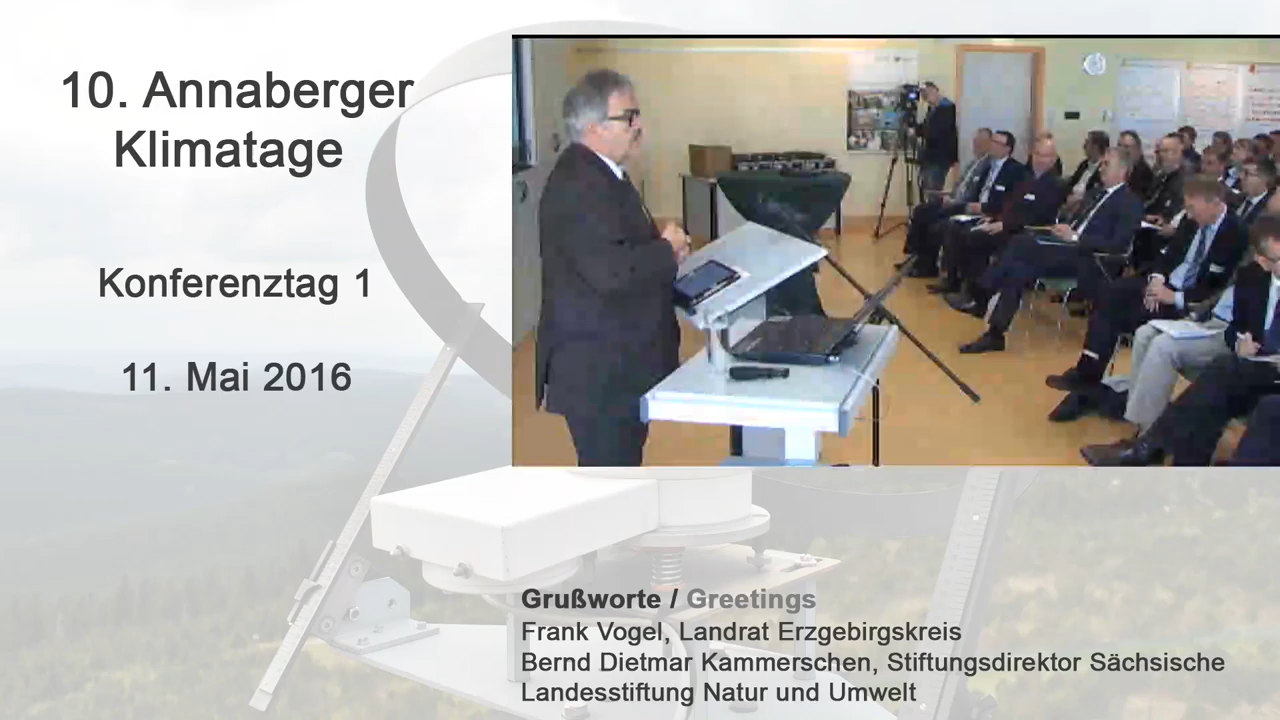 10. Annaberger
Klimatage
Konferenztag 1
11. Mai 2016
Grußworte / Greetings
Frank Vogel, Landrat Erzgebirgskreis
Bernd Dietmar Kammerschen, Stiftungsdirektor Sächsische
Landesstiftung Natur und Umwelt